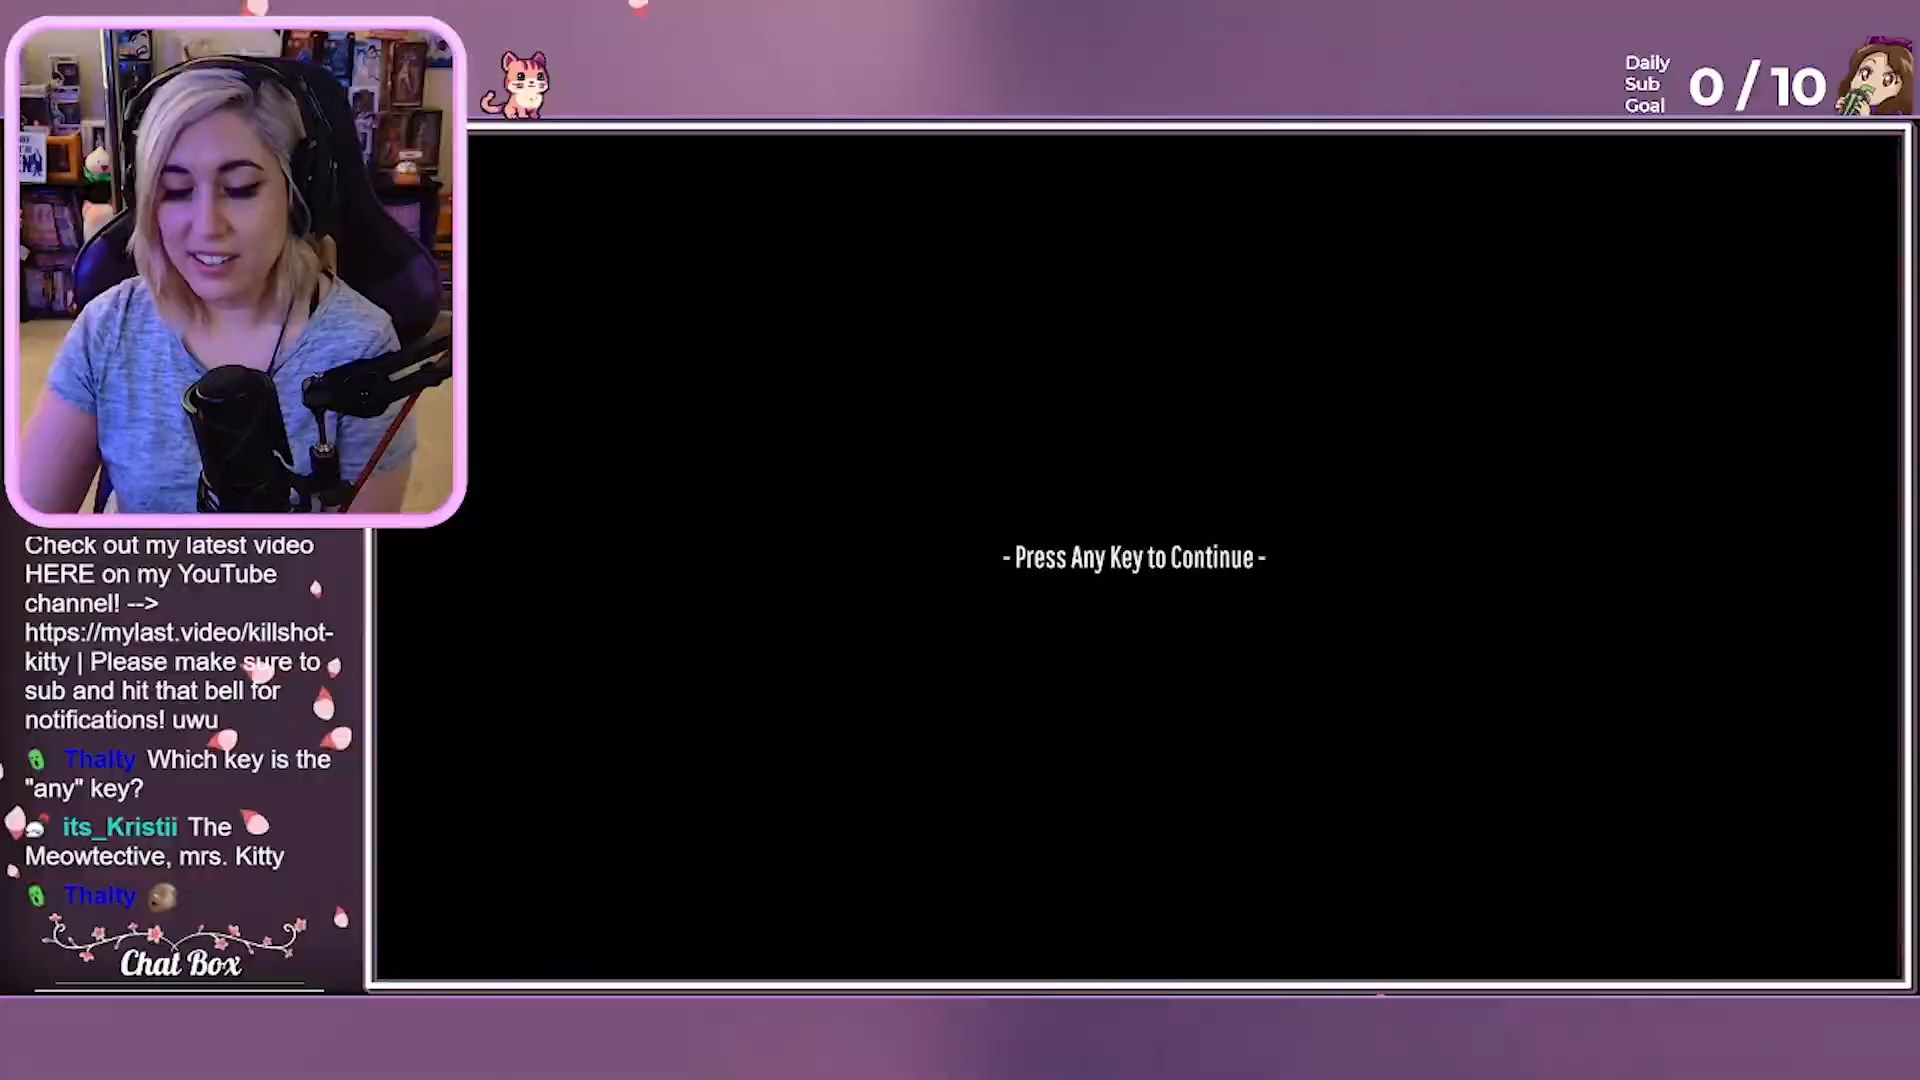 Daily
Sub
Goal
0 / 10
- Press Any Key to Continue -
Check out my latest video
HERE on my YouTube
channel! -->
https://mylast.video/killshot-
kitty | Please make sure to
sub and hit that bell for
notifications! uwu
Thalty Which key is the
"any" key?
its_Kristii The
Meowtective, mrs. Kitty
Thalty
Chat Box